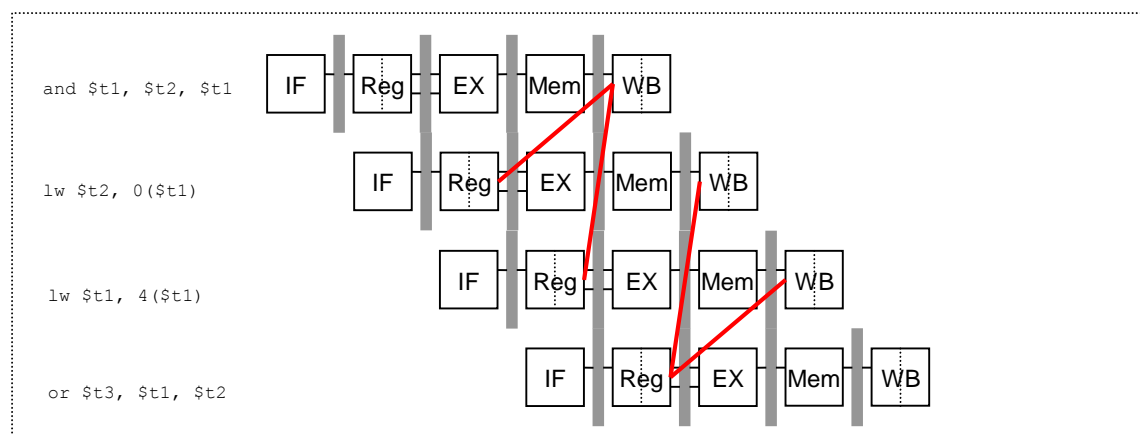 and $t1, $t2, $t1 IF Reg EX Mem WB
lw $t2, 0($t1) IF Reg EX Mem WB
lw $t1, 4($t1) IF Reg EX Mem WB
or $t3, $t1, $t2 IF Reg EX Mem WB